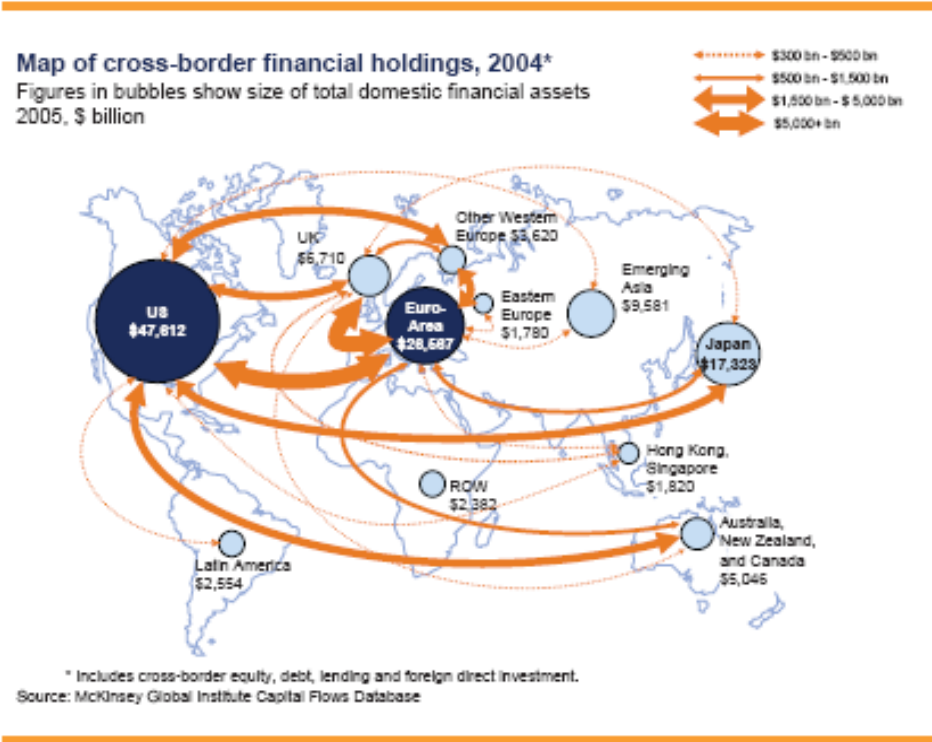 Map of cross-border financial holdings, 2004*
Figures in bubbles show size of total domestic financial assets
2005, $ billion
$300 bn - $500 bn
$500 bn - $1,500 bn
$1,500 bn - $ 5,000 bn
$5,000+ bn
UK
$6,710
Other Western
Europe $3,620
US
$47,812
Euro-
Area
$28,587
Eastern
Europe
$1,780
Emerging
Asia
$9,581
Japan
$17,323
Hong Kong,
Singapore
$1,820
ROW
$2,382
Latin America
$2,554
Australia,
New Zealand,
and Canada
$5,046
* Includes cross-border equity, debt, lending and foreign direct investment.
Source: McKinsey Global Institute Capital Flows Database